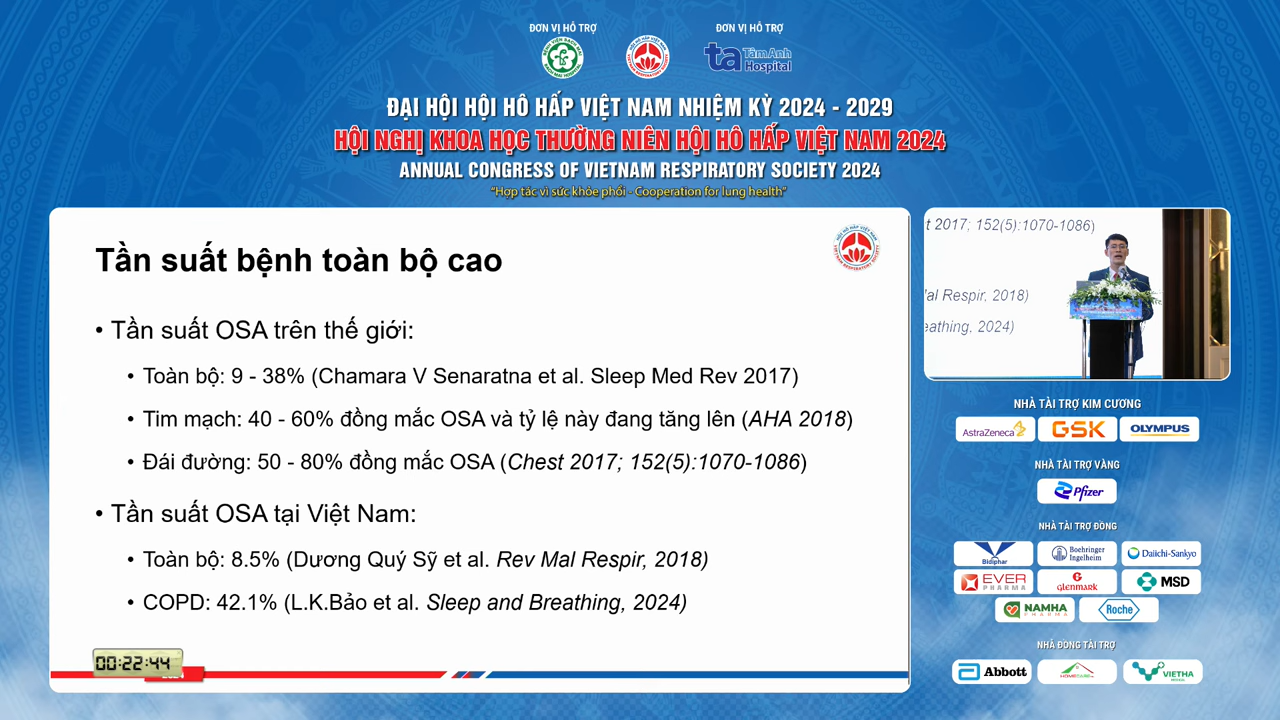 ĐƠN VỊ HỖ TRỢ
ĐƠN VỊ HỖ TRỢ
ta TâmAnh Hospital
ĐẠI HỘI HỘI HÔ HẤP VIỆT NAM NHIỆM KỲ 2024 - 2029
HỘI NGHỊ KHOA HỌC THƯỜNG NIÊN HỘI HÔ HẤP VIỆT NAM 2024
ANNUAL CONGRESS OF VIETNAM RESPIRATORY SOCIETY 2024
"Hợp tác vì sức khỏe phổi - Cooperation for lung health"
Tần suất bệnh toàn bộ cao
• Tần suất OSA trên thế giới:
• Toàn bộ: 9 - 38% (Chamara V Senaratna et al. Sleep Med Rev 2017)
• Tim mạch: 40 - 60% đồng mắc OSA và tỷ lệ này đang tăng lên (AHA 2018)
• Đái đường: 50 - 80% đồng mắc OSA (Chest 2017; 152(5):1070-1086)
• Tần suất OSA tại Việt Nam:
• Toàn bộ: 8.5% (Dương Quý Sỹ et al. Rev Mal Respir, 2018)
• COPD: 42.1% (L.K.Bảo et al. Sleep and Breathing, 2024)
00:22:44
t 2017; 152(5):1070-1086)
al Respir, 2018)
eathing, 2024)
NHÀ TÀI TRỢ KIM CƯƠNG
AstraZeneca GSK OLYMPUS
NHÀ TÀI TRỢ VÀNG
Pfizer
NHÀ TÀI TRỢ ĐỒNG
Bidiphar Boehringer Ingelheim Daiichi-Sankyo
EVER PHARMA GLENMARK MSD
NAMHA PHARMA Roche
NHÀ ĐỒNG TÀI TRỢ
Abbott HOMECARE VIETHA